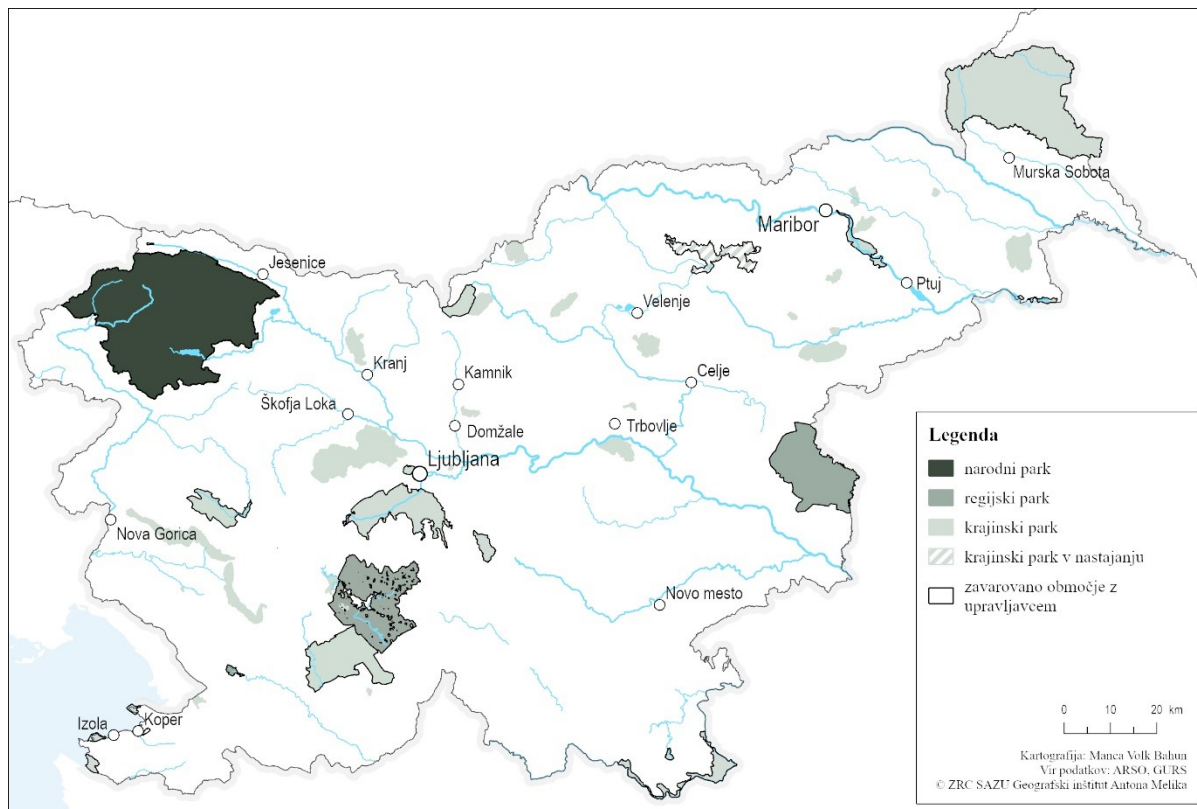 Murska Sobota
Maribor
Jesenice
Ptuj
Velenje
Kranj
Kamnik
Celje
Škofja Loka
Domžale
Trbovlje
Ljubljana
Nova Gorica
Novo mesto
Izola
Koper
Legenda
narodni park
regijski park
krajinski park
krajinski park v nastajanju
zavarovano območje z
upravljavcem
0 10 20 km
Kartografija: Manca Volk Bahun
Vir podatkov: ARSO, GURS
© ZRC SAZU Geografski inštitut Antona Melika